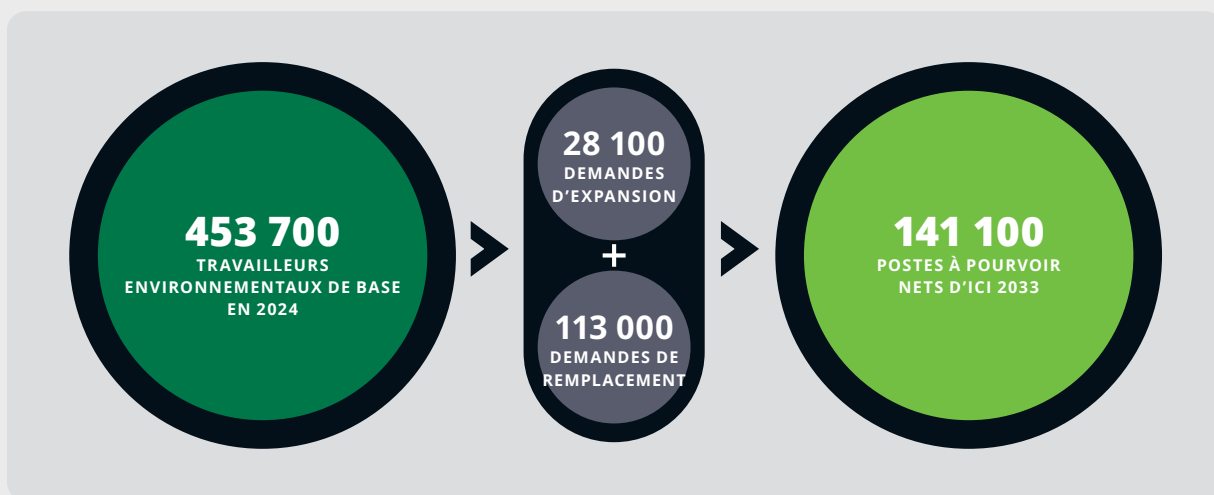 453 700
TRAVAILLEURS
ENVIRONNEMENTAUX DE BASE
EN 2024
28 100
DEMANDES
D’EXPANSION
+
113 000
DEMANDES DE
REMPLACEMENT
141 100
POSTES À POURVOIR
NETS D’ICI 2033